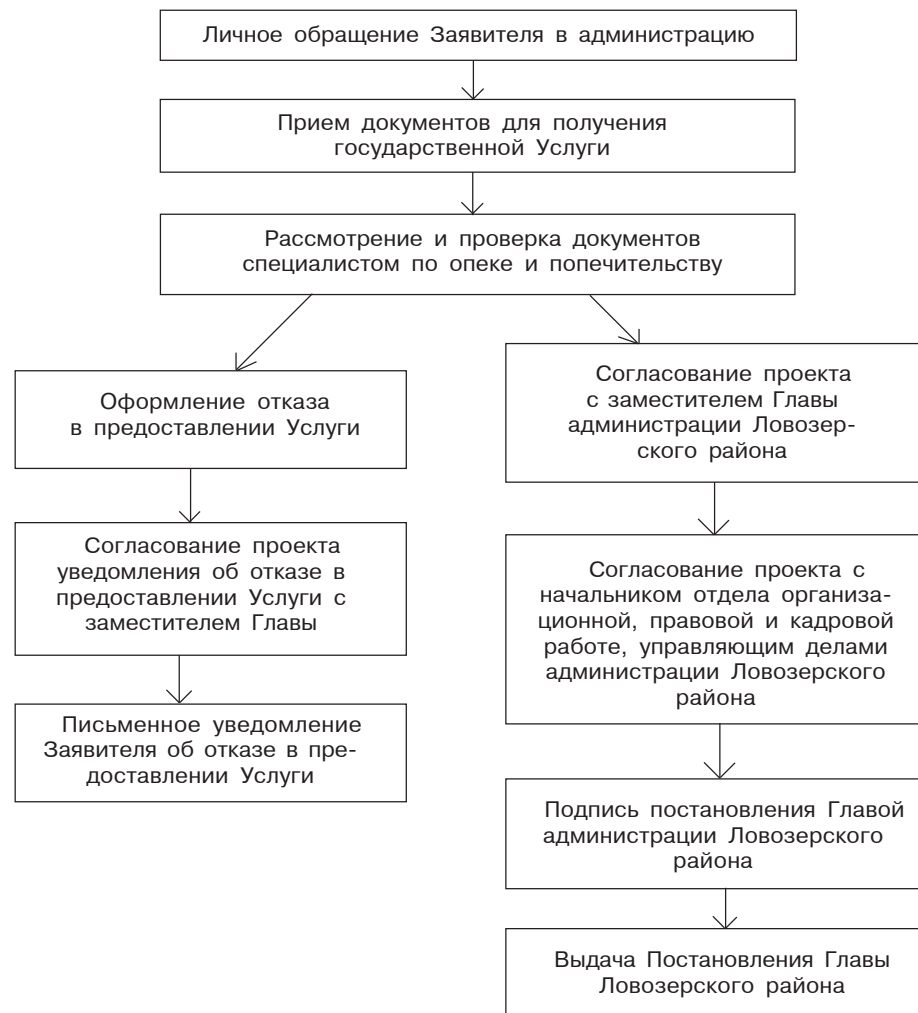 Личное обращение Заявителя в администрацию
Прием документов для получения
государственной Услуги
Рассмотрение и проверка документов
специалистом по опеке и попечительству
Оформление отказа
в предоставлении Услуги
Согласование проекта
уведомления об отказе в
предоставлении Услуги с
заместителем Главы
Письменное уведомление
Заявителя об отказе в пре-
доставлении Услуги
Согласование проекта
с заместителем Главы
администрации Ловозер-
ского района
Согласование проекта с
начальником отдела организа-
ционной, правовой и кадровой
работе, управляющим делами
администрации Ловозерского
района
Подпись постановления Главой
администрации Ловозерского
района
Выдача Постановления Главы
Ловозерского района